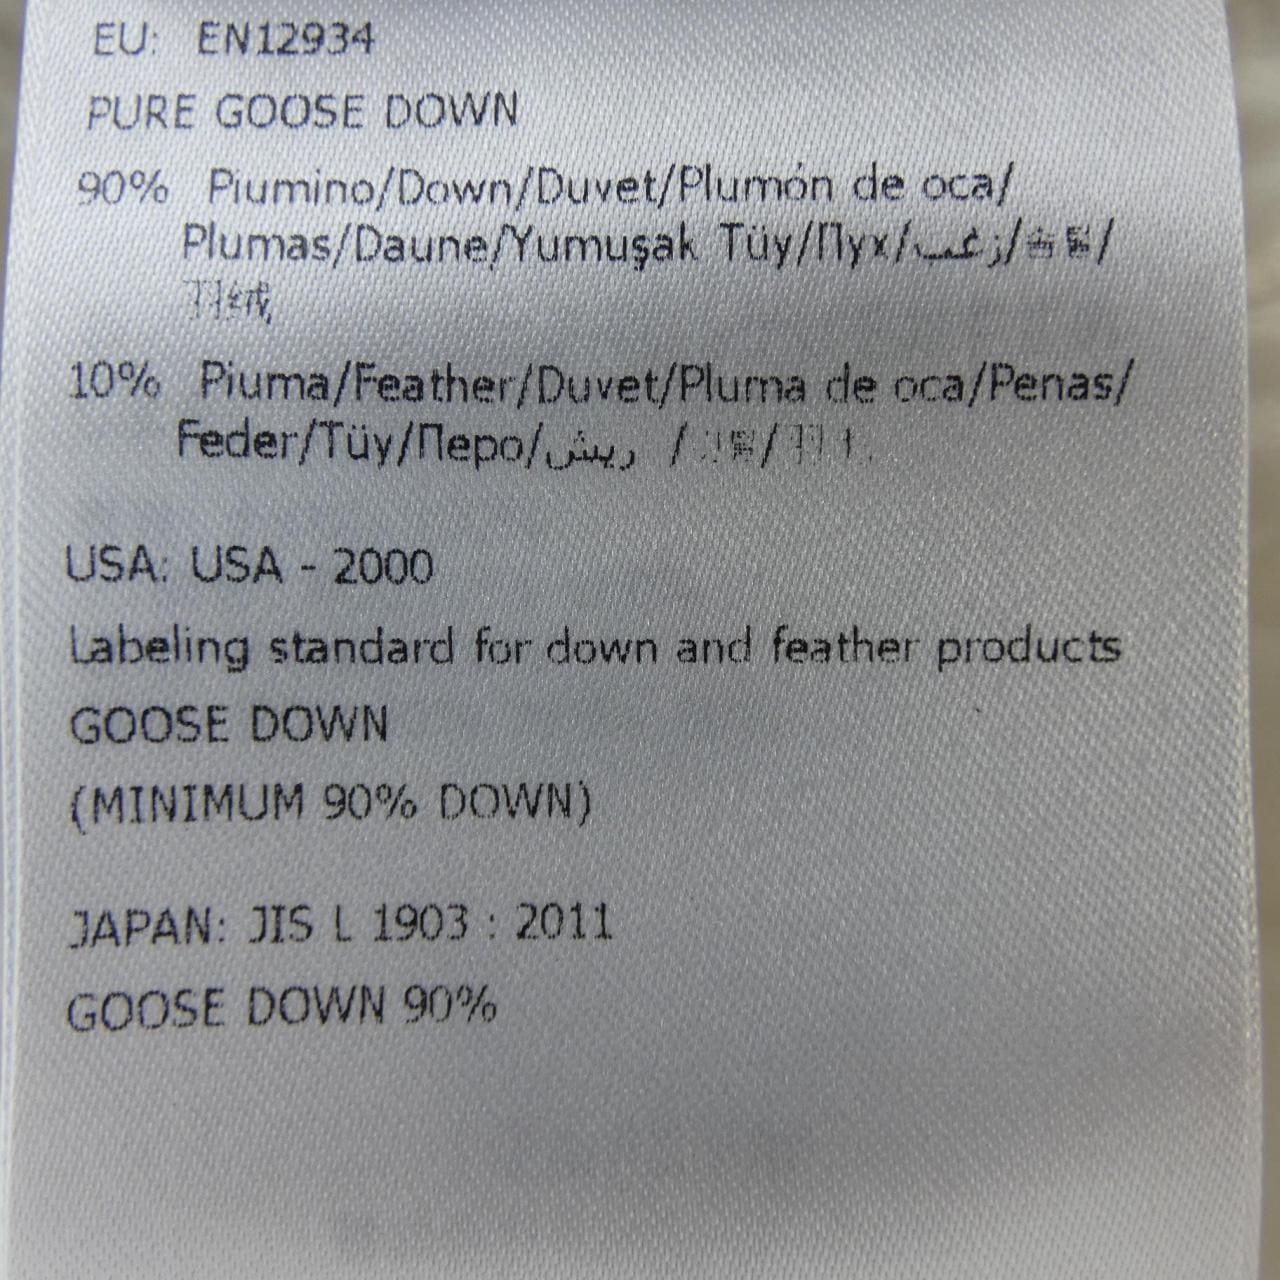 EU: EN12934
PURE GOOSE DOWN
90% Piumino/Down/Duvet/Plumón de oca/
Plumas/Daune/Yumuşak Tüy/Пух/زغب/
羽绒
10% Piuma/Feather/Duvet/Pluma de oca/Penas/
Feder/Tüy/Перо/ريش /
USA: USA - 2000
Labeling standard for down and feather products
GOOSE DOWN
(MINIMUM 90% DOWN)
JAPAN: JIS L 1903 : 2011
GOOSE DOWN 90%